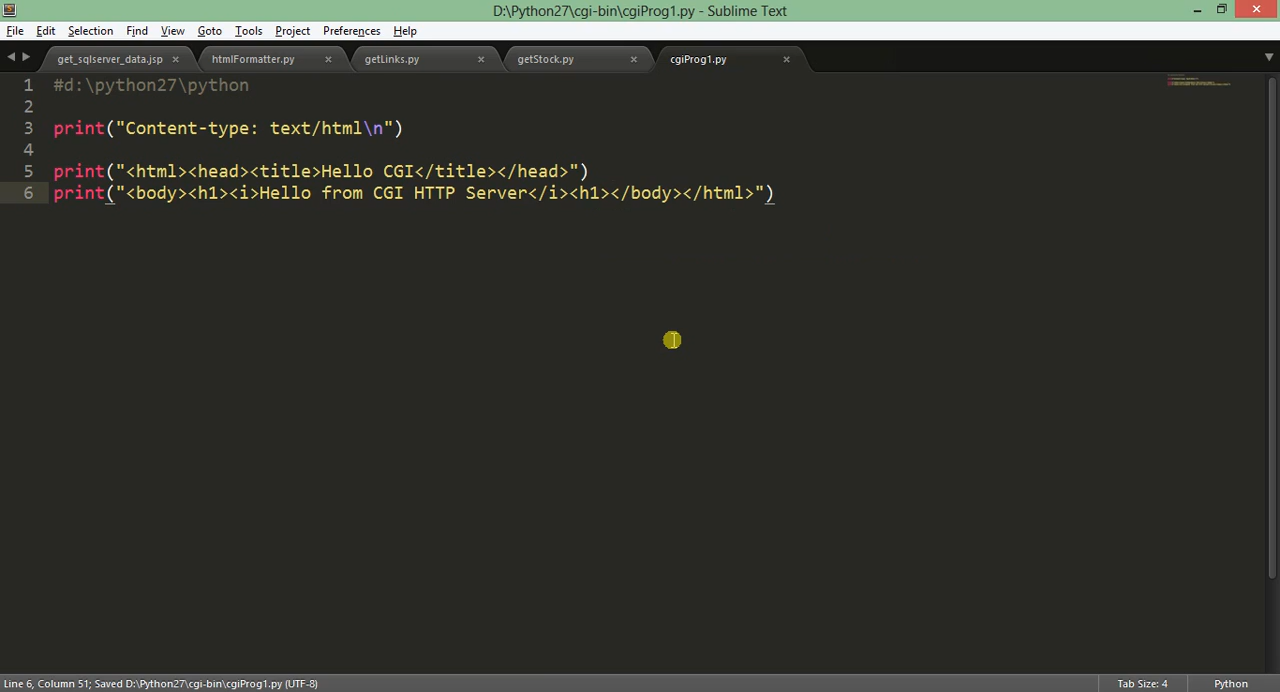 D:\Python27\cgi-bin\cgiProg1.py - Sublime Text
File Edit Selection Find View Goto Tools Project Preferences Help
get_sqlserver_data.jsp × htmlFormatter.py × getLinks.py × getStock.py × cgiProg1.py ×
1 #d:\python27\python
2
3 print("Content-type: text/html\n")
4
5 print("<html><head><title>Hello CGI</title></head>")
6 print("<body><h1><i>Hello from CGI HTTP Server</i><h1></body></html>")
Line 6, Column 51; Saved D:\Python27\cgi-bin\cgiProg1.py (UTF-8) Tab Size: 4 Python